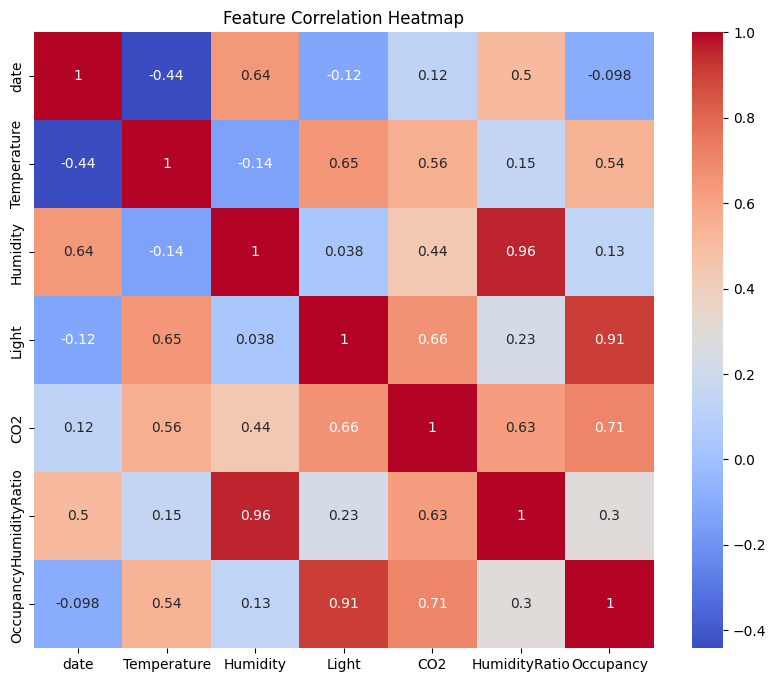 Feature Correlation Heatmap
date 1 -0.44 0.64 -0.12 0.12 0.5 -0.098
Temperature -0.44 1 -0.14 0.65 0.56 0.15 0.54
Humidity 0.64 -0.14 1 0.038 0.44 0.96 0.13
Light -0.12 0.65 0.038 1 0.66 0.23 0.91
CO2 0.12 0.56 0.44 0.66 1 0.63 0.71
HumidityRatio 0.5 0.15 0.96 0.23 0.63 1 0.3
Occupancy -0.098 0.54 0.13 0.91 0.71 0.3 1
date Temperature Humidity Light CO2 HumidityRatio Occupancy
1.0
0.8
0.6
0.4
0.2
0.0
−0.2
−0.4